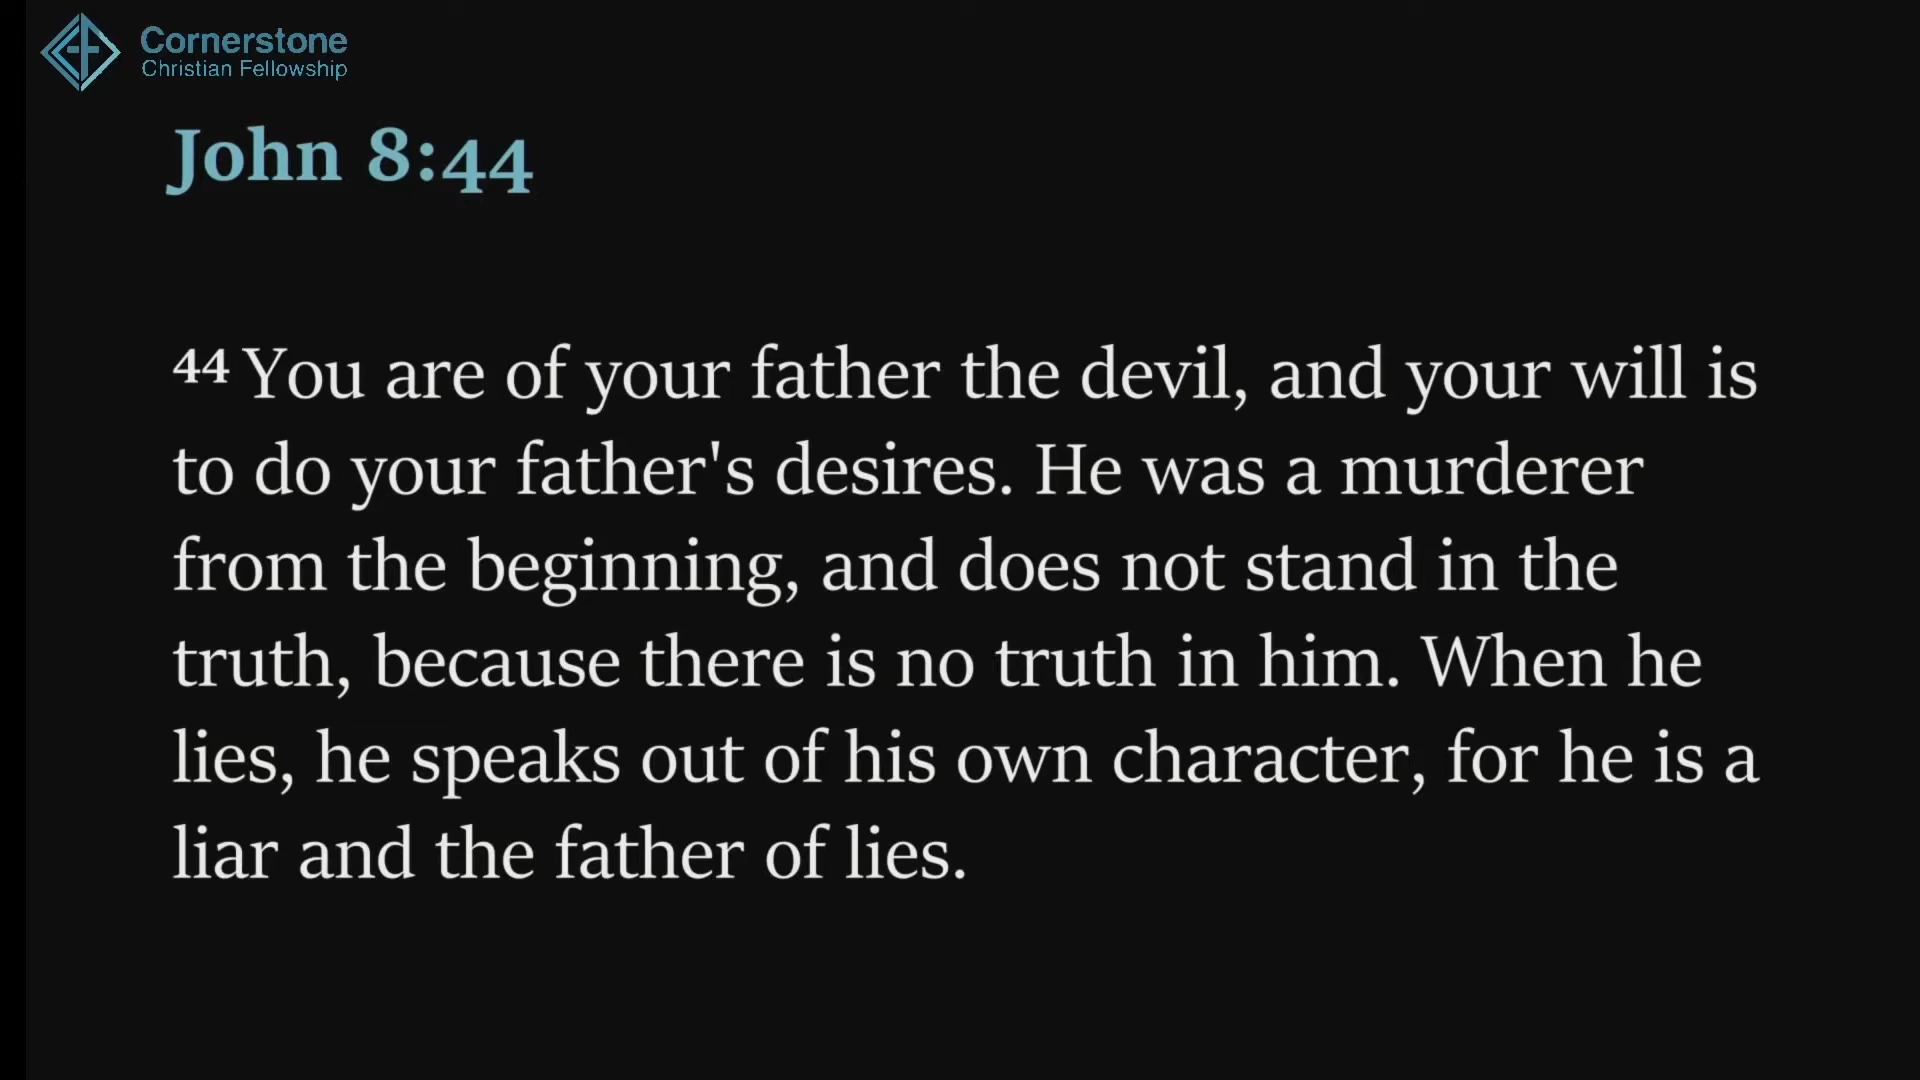 Cornerstone
Christian Fellowship
John 8:44
44 You are of your father the devil, and your will is
to do your father's desires. He was a murderer
from the beginning, and does not stand in the
truth, because there is no truth in him. When he
lies, he speaks out of his own character, for he is a
liar and the father of lies.